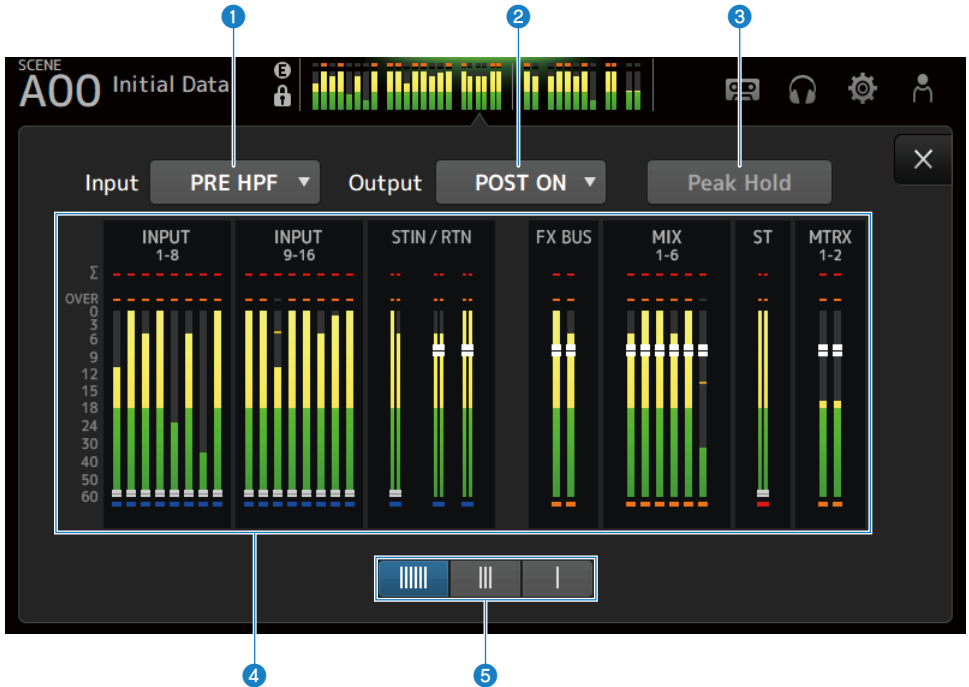 1 2 3
SCENE
A00 Initial Data E
Input PRE HPF Output POST ON Peak Hold
INPUT INPUT STIN / RTN FX BUS MIX ST MTRX
1-8 9-16 1-6 1-2
Σ
OVER
0
3
6
9
12
15
18
24
30
40
50
60
4 5